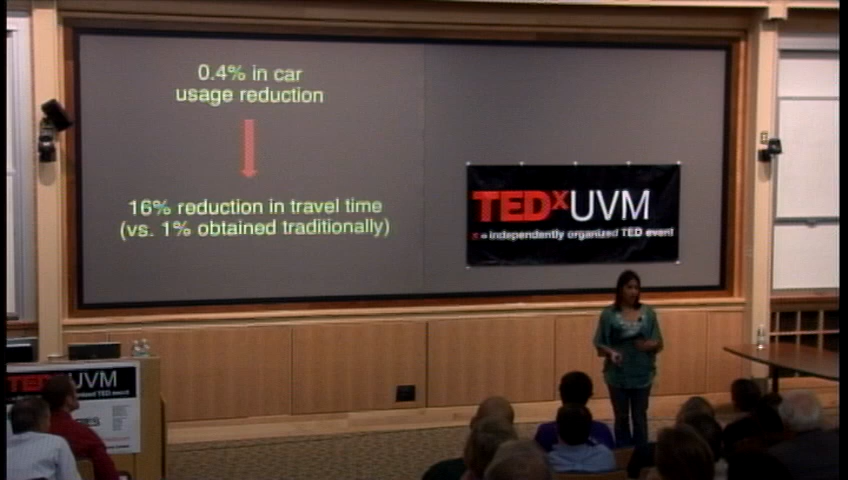 0.4% in car
usage reduction
16% reduction in travel time
(vs. 1% obtained traditionally)
TEDxUVM
x = independently organized TED event
TEDxUVM